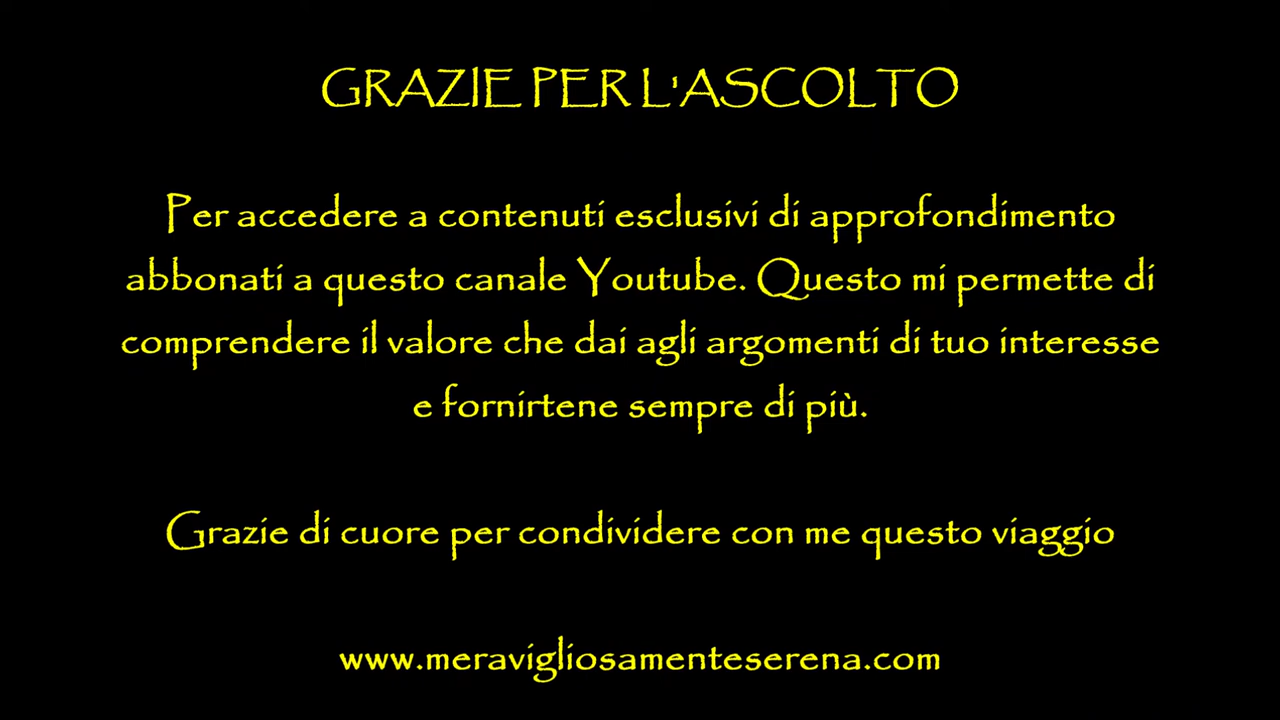 GRAZIE PER L'ASCOLTO
Per accedere a contenuti esclusivi di approfondimento
abbonati a questo canale Youtube. Questo mi permette di
comprendere il valore che dai agli argomenti di tuo interesse
e fornirtene sempre di più.
Grazie di cuore per condividere con me questo viaggio
www.meravigliosamenteserena.com